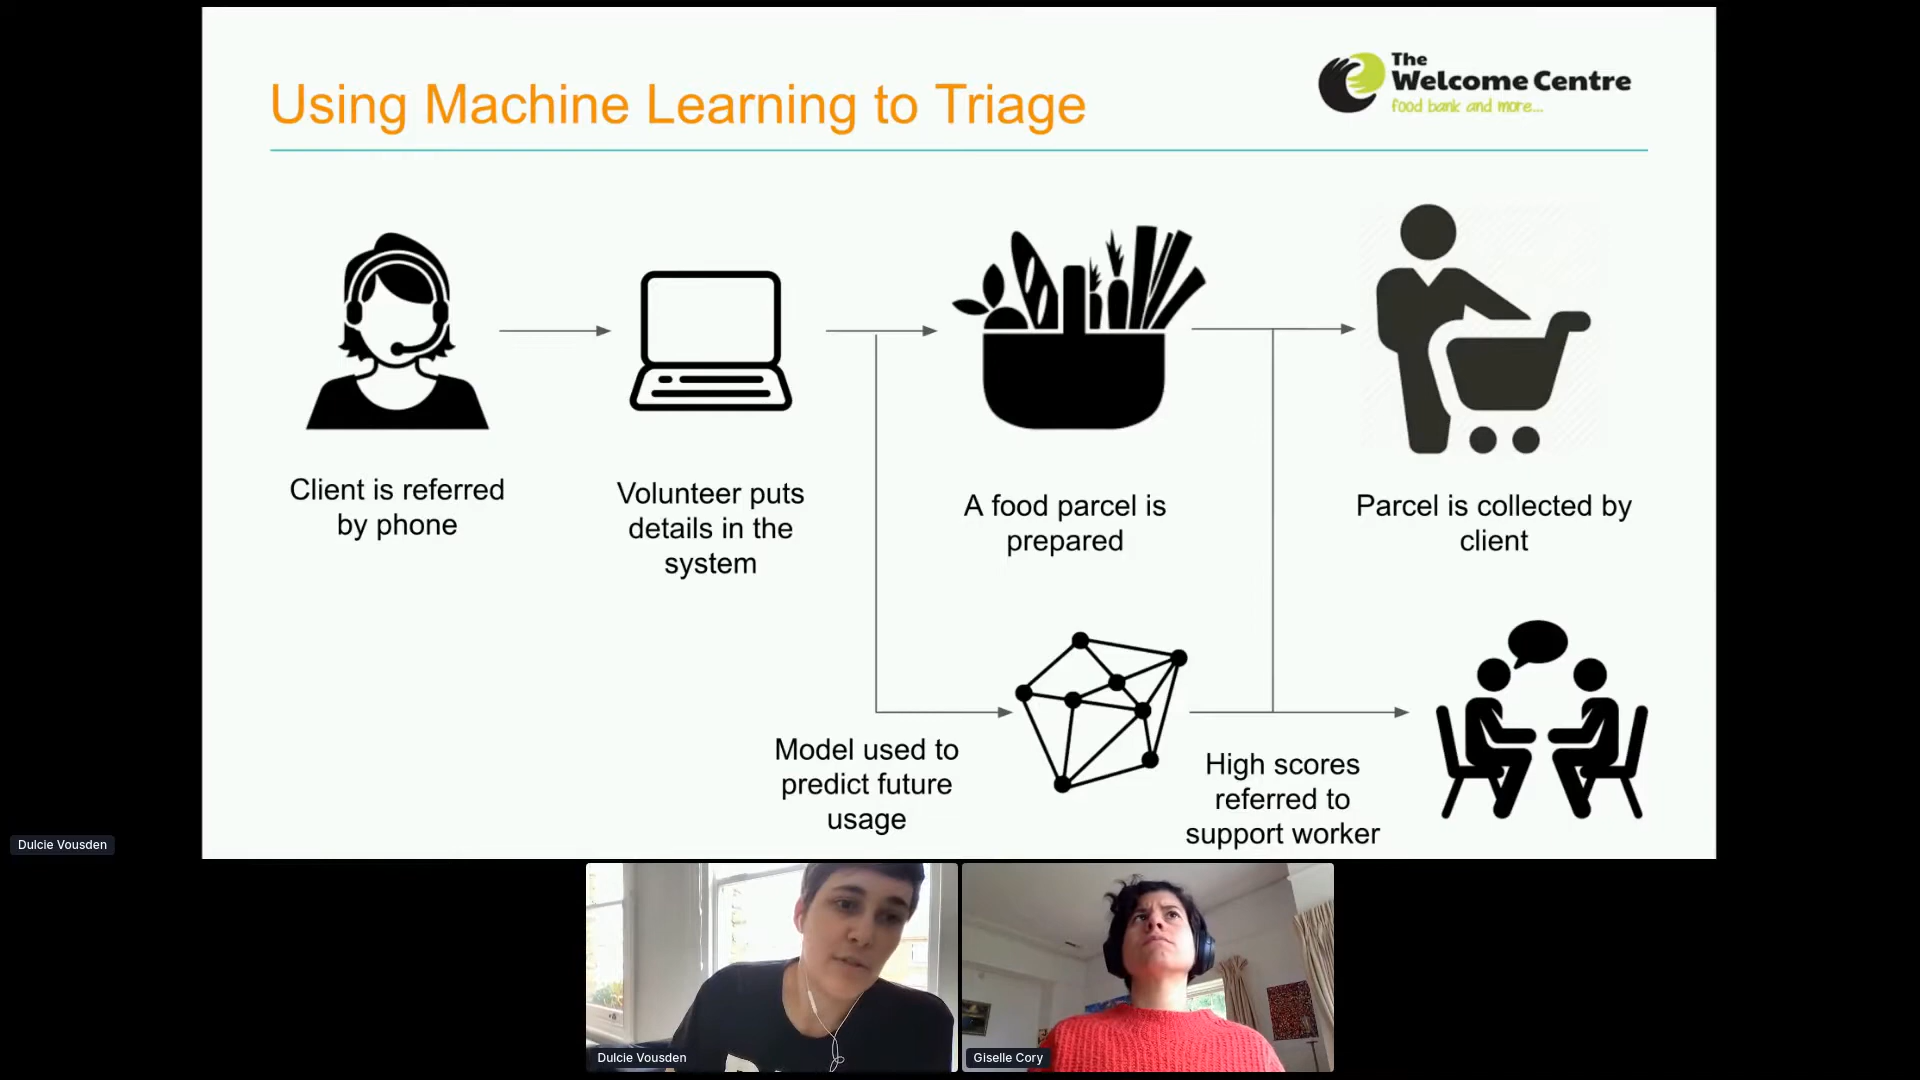 Using Machine Learning to Triage
The
Welcome Centre
food bank and more...
Client is referred
by phone
Volunteer puts
details in the
system
A food parcel is
prepared
Parcel is collected by
client
Model used to
predict future
usage
High scores
referred to
support worker
Dulcie Vousden
Dulcie Vousden
Giselle Cory